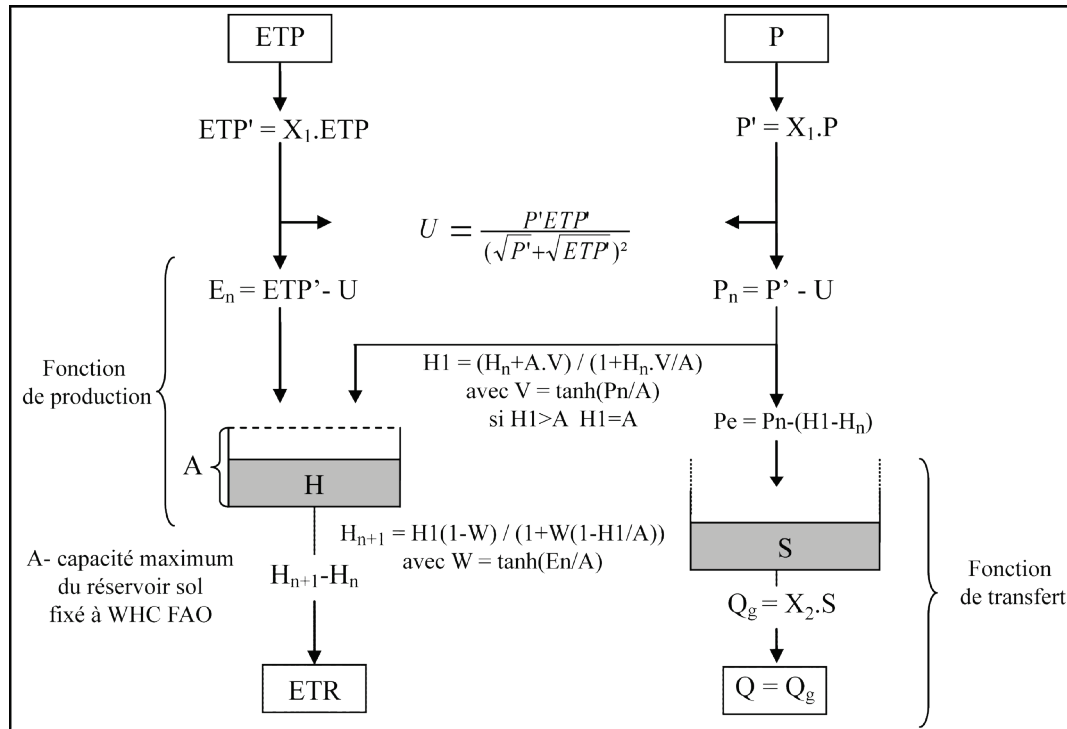 ETP
P
ETP' = X₁.ETP
P' = X₁.P
U = P'ETP' / (√P'+√ETP')²
Eₙ = ETP’- U
Pₙ = P’ - U
Fonction
de production
H1 = (Hₙ+A.V) / (1+Hₙ.V/A)
avec V = tanh(Pn/A)
si H1>A H1=A
Pe = Pn-(H1-Hₙ)
A
H
S
A- capacité maximum
du réservoir sol
fixé à WHC FAO
Hₙ₊₁ = H1(1-W) / (1+W(1-H1/A))
avec W = tanh(En/A)
Hₙ₊₁-Hₙ
Q_g = X₂.S
Fonction
de transfert
ETR
Q = Q_g